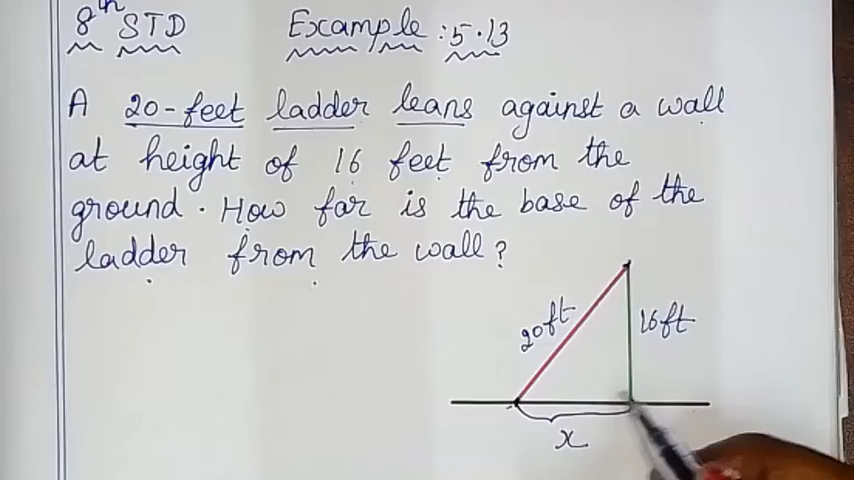 8th STD Example : 5.13
A 20-feet ladder leans against a wall
at height of 16 feet from the
ground. How far is the base of the
ladder from the wall?
20ft
16ft
x